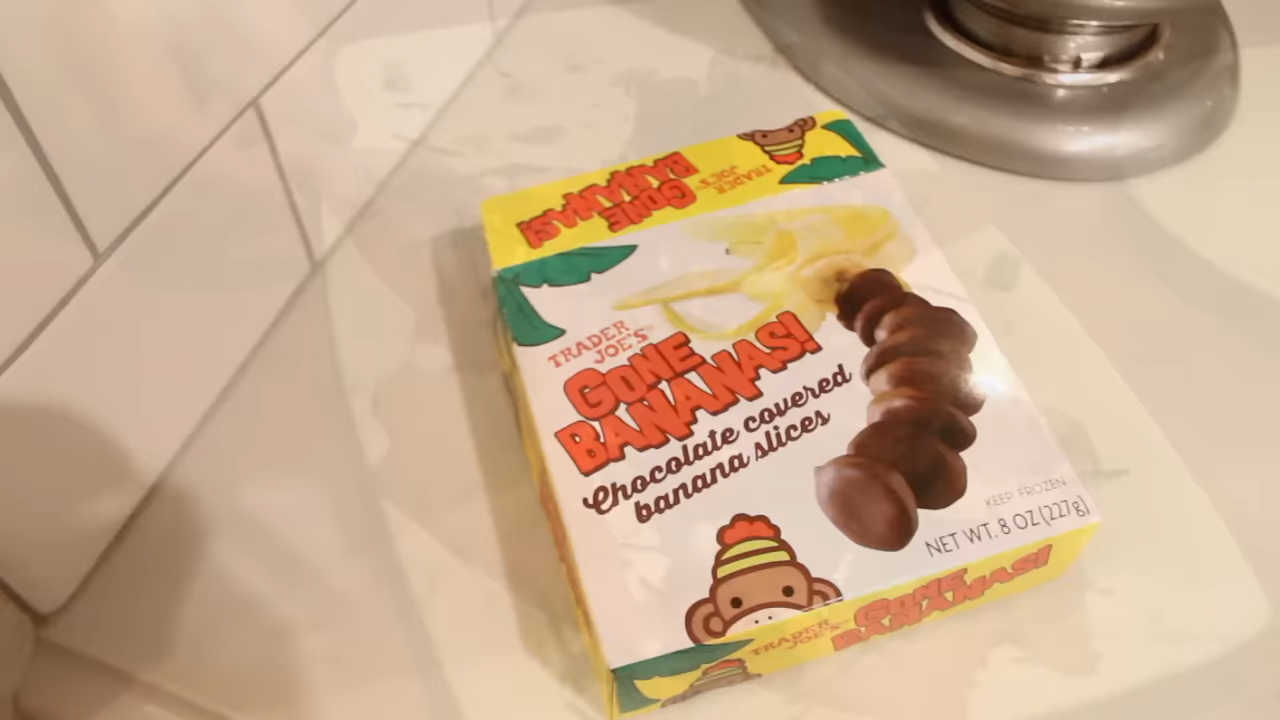 GONE
BANANAS!
TRADER
JOE'S
TRADER
JOE'S
GONE
BANANAS!
Chocolate covered
banana slices
KEEP FROZEN
NET WT. 8 OZ (227g)
TRADER
JOE'S
GONE
BANANAS!